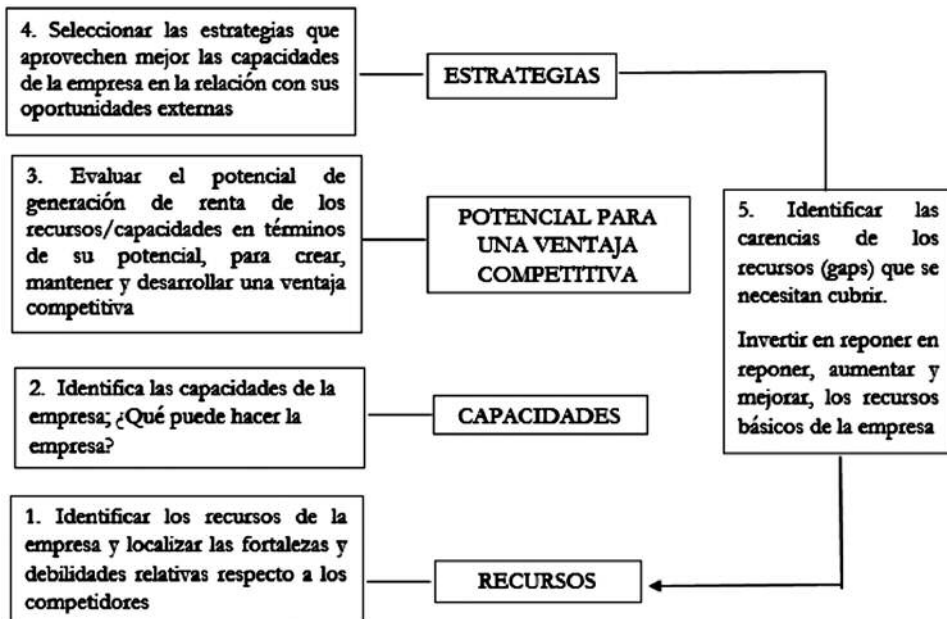 4. Seleccionar las estrategias que
aprovechen mejor las capacidades
de la empresa en la relación con sus
oportunidades externas
ESTRATEGIAS
3. Evaluar el potencial de
generación de renta de los
recursos/capacidades en términos
de su potencial, para crear,
mantener y desarrollar una ventaja
competitiva
POTENCIAL PARA
UNA VENTAJA
COMPETITIVA
5. Identificar las
carencias de los
recursos (gaps) que se
necesitan cubrir.
Invertir en reponer en
reponer, aumentar y
mejorar, los recursos
básicos de la empresa
2. Identifica las capacidades de la
empresa; ¿Qué puede hacer la
empresa?
CAPACIDADES
1. Identificar los recursos de la
empresa y localizar las fortalezas y
debilidades relativas respecto a los
competidores
RECURSOS